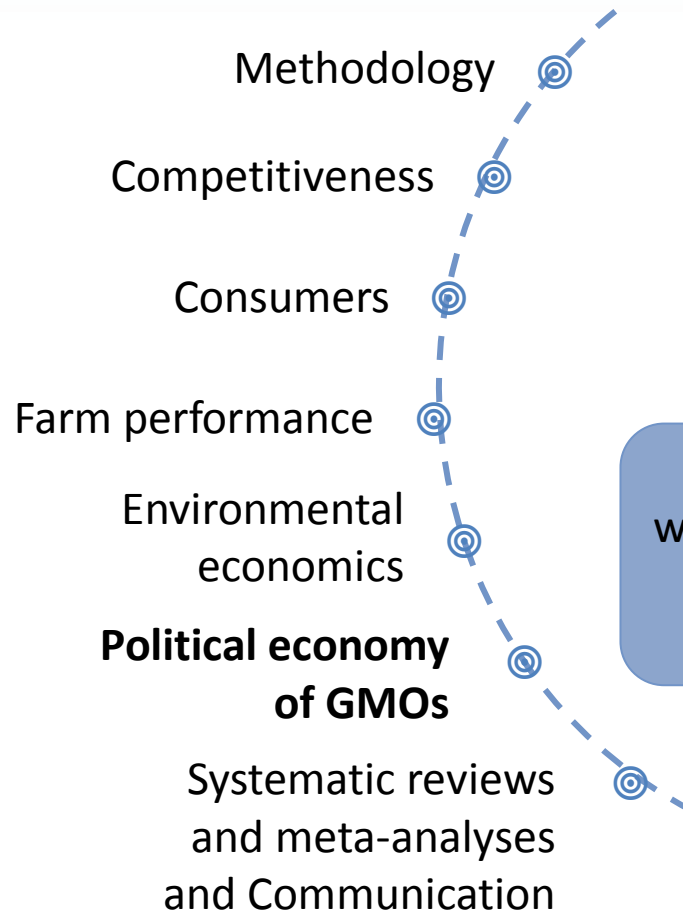 Methodology
Competitiveness
Consumers
Farm performance
Environmental
economics
Political economy
of GMOs
Systematic reviews
and meta-analyses
and Communication